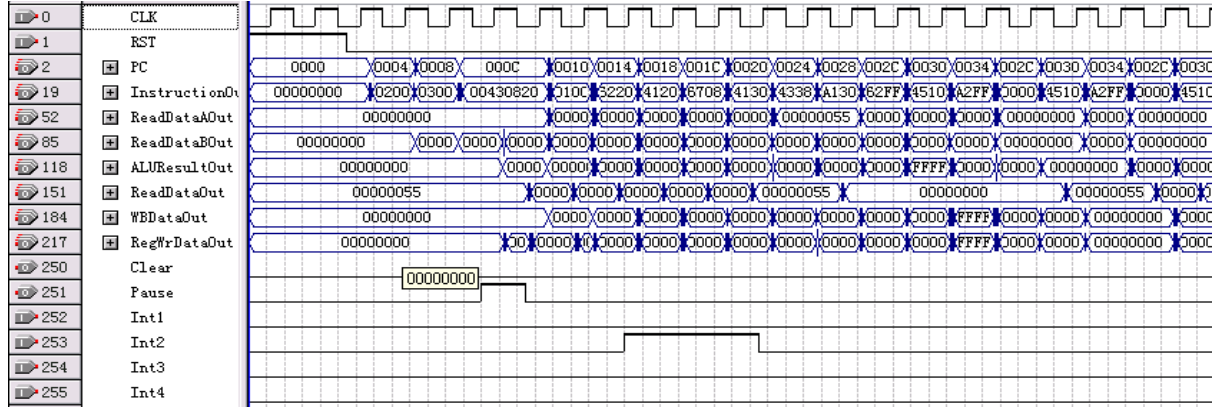 0 CLK
1 RST
2 PC 0000 0004 0008 000C 0010 0014 0018 001C 0020 0024 0028 002C 0030 0034 002C 0030 0034 002C 0030
19 InstructionOu 00000000 0200 0300 00430820 010C 5220 4120 6708 4130 4338 A130 62FF 4510 A2FF 0000 4510 A2FF 0000 4510
52 ReadDataAOut 00000000 0000 0000 0000 0000 0000 00000055 0000 0000 0000 00000000 0000 00000000
85 ReadDataBOut 00000000 0000 0000 0000 0000 0000 0000 0000 0000 0000 0000 0000 0000 0000 00000000 0000 00000000
118 ALUResultOut 00000000 0000 0000 0000 0000 0000 0000 0000 0000 0000 FFFF 0000 0000 00000000 0000 0000
151 ReadDataOut 00000055 0000 0000 0000 0000 0000 00000055 00000000 00000055 0000
184 WBDataOut 00000000 0000 0000 0000 0000 0000 0000 0000 0000 0000 0000 FFFF 0000 0000 00000000 0000
217 RegWrDataOut 00000000 00 0000 0000 0000 0000 0000 0000 0000 0000 0000 FFFF 0000 0000 00000000 0000
250 Clear
00000000
251 Pause
252 Int1
253 Int2
254 Int3
255 Int4